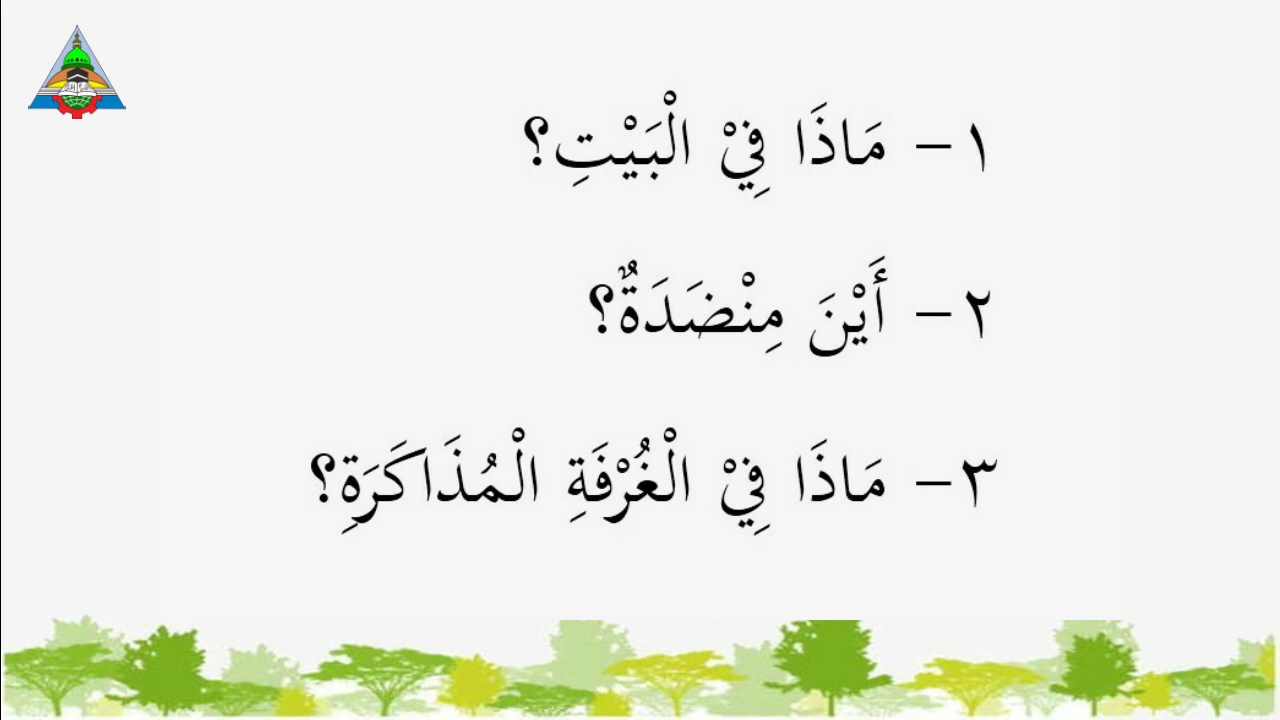 ١- مَاذَا فِيْ الْبَيْتِ؟
٢- أَيْنَ مِنْضَدَةٌ؟
٣- مَاذَا فِيْ الْغُرْفَةِ الْمُذَاكَرَةِ؟